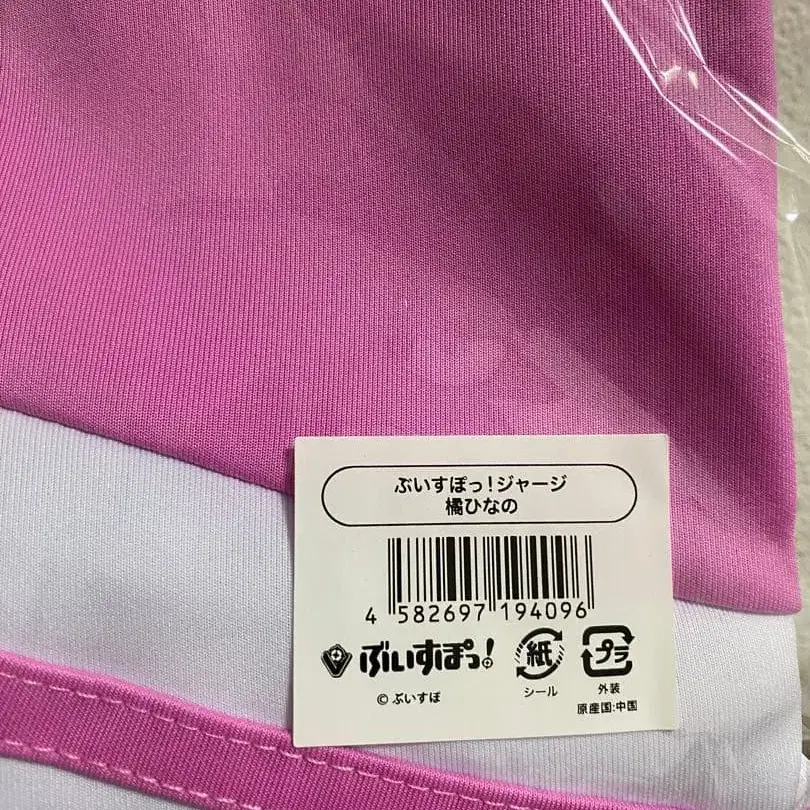 ぶいすぽっ!ジャージ
橘ひなの
4 582697 194096
ぶいすぽっ!
紙
プラ
シール
外装
© ぶいすぽ
原産国:中国